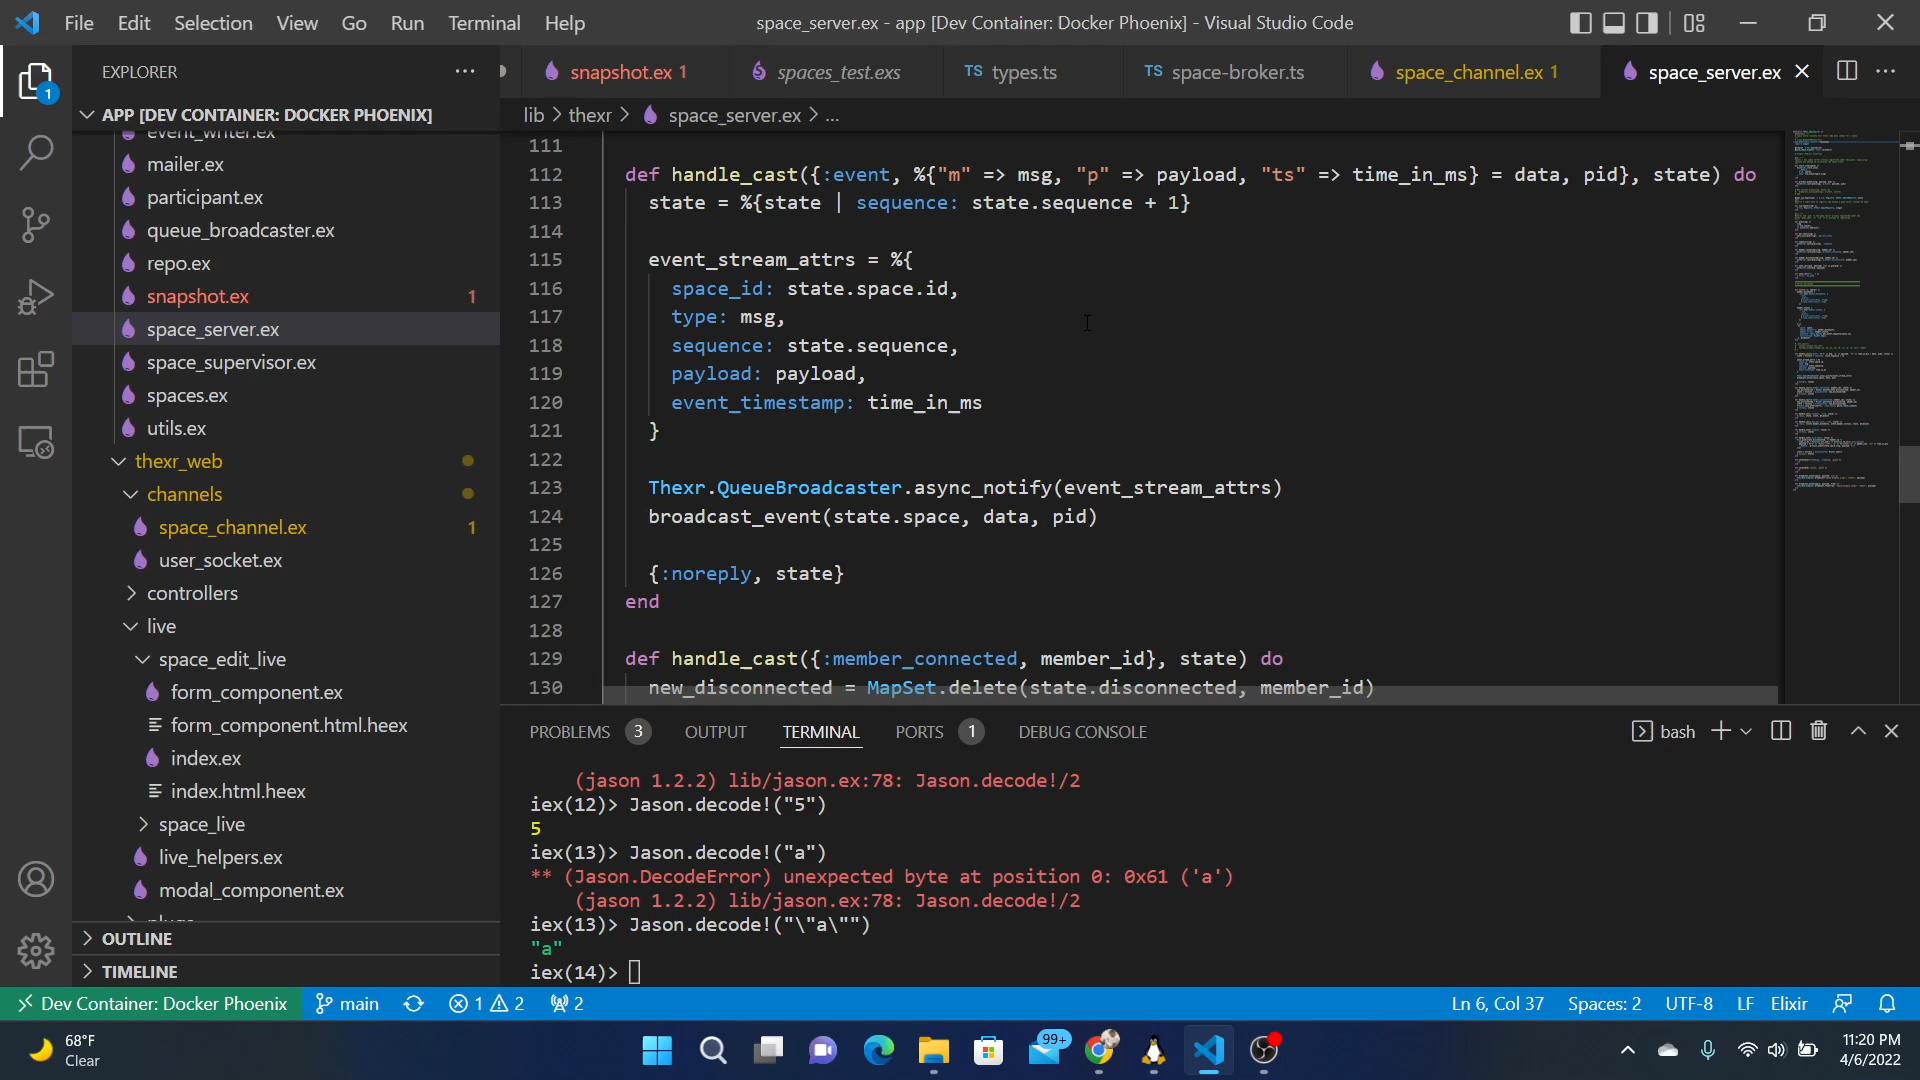 File Edit Selection View Go Run Terminal Help
space_server.ex - app [Dev Container: Docker Phoenix] - Visual Studio Code
EXPLORER
snapshot.ex 1
spaces_test.exs
TS types.ts
TS space-broker.ts
space_channel.ex 1
space_server.ex
1
APP [DEV CONTAINER: DOCKER PHOENIX]
lib > thexr > space_server.ex > ...
event_writer.ex
mailer.ex
participant.ex
queue_broadcaster.ex
repo.ex
snapshot.ex 1
space_server.ex
space_supervisor.ex
spaces.ex
utils.ex
thexr_web
channels
space_channel.ex 1
user_socket.ex
controllers
live
space_edit_live
form_component.ex
form_component.html.heex
index.ex
index.html.heex
space_live
live_helpers.ex
modal_component.ex
OUTLINE
TIMELINE
111
112 def handle_cast({:event, %{"m" => msg, "p" => payload, "ts" => time_in_ms} = data, pid}, state) do
113 state = %{state | sequence: state.sequence + 1}
114
115 event_stream_attrs = %{
116 space_id: state.space.id,
117 type: msg,
118 sequence: state.sequence,
119 payload: payload,
120 event_timestamp: time_in_ms
121 }
122
123 Thexr.QueueBroadcaster.async_notify(event_stream_attrs)
124 broadcast_event(state.space, data, pid)
125
126 {:noreply, state}
127 end
128
129 def handle_cast({:member_connected, member_id}, state) do
130 new_disconnected = MapSet.delete(state.disconnected, member_id)
PROBLEMS 3 OUTPUT TERMINAL PORTS 1 DEBUG CONSOLE
bash
(jason 1.2.2) lib/jason.ex:78: Jason.decode!/2
iex(12)> Jason.decode!("5")
5
iex(13)> Jason.decode!("a")
** (Jason.DecodeError) unexpected byte at position 0: 0x61 ('a')
(jason 1.2.2) lib/jason.ex:78: Jason.decode!/2
iex(13)> Jason.decode!("\"a\"")
"a"
iex(14)>
Dev Container: Docker Phoenix main 1 2 2
Ln 6, Col 37 Spaces: 2 UTF-8 LF Elixir
68°F
Clear
99+
11:20 PM
4/6/2022